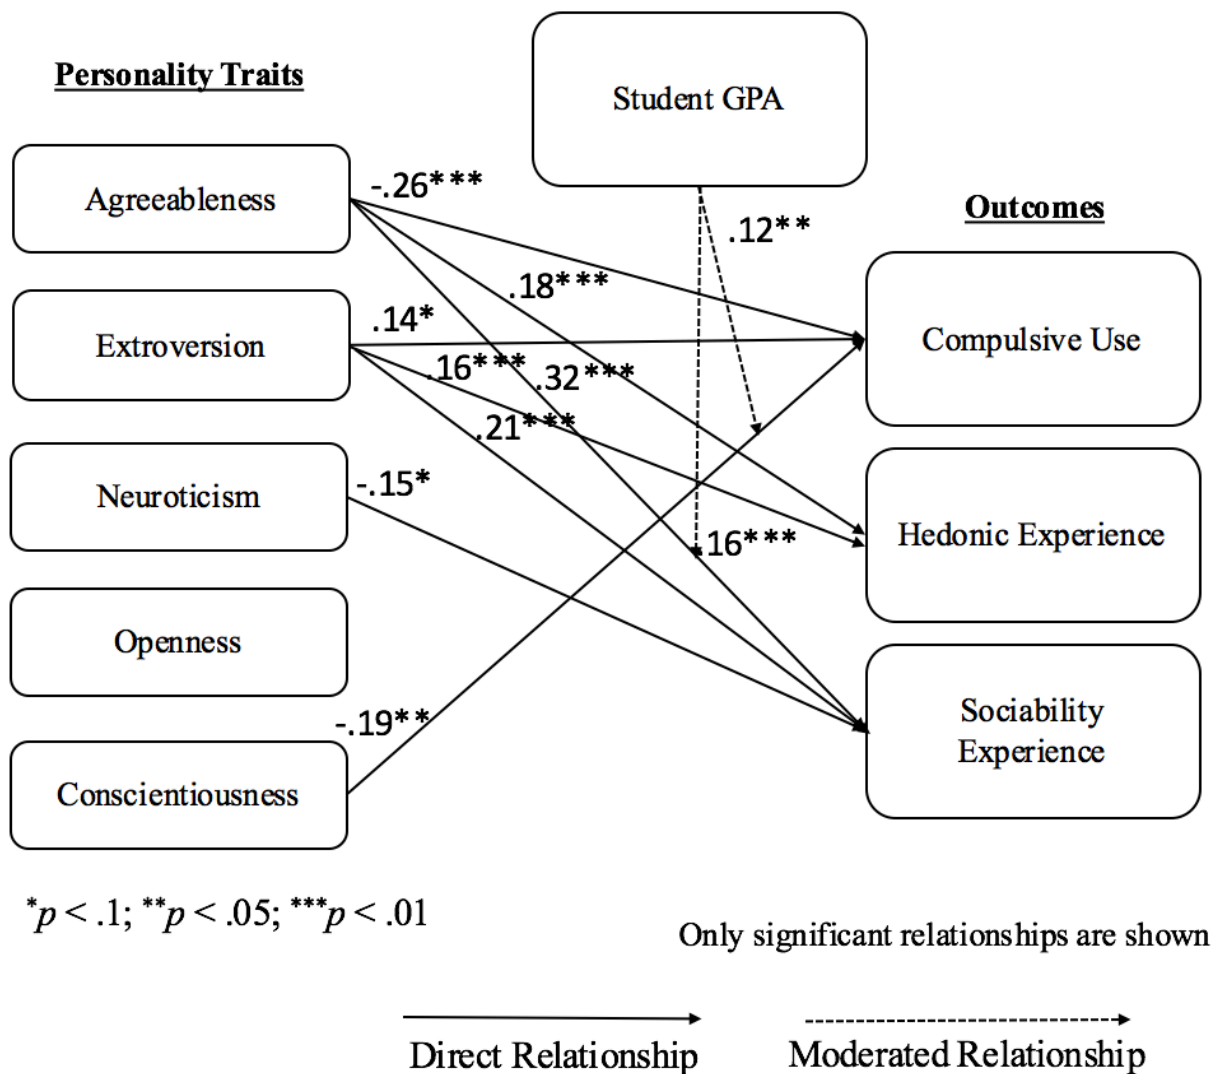 Personality Traits
Student GPA
Agreeableness
-.26***
.12**
Outcomes
.18***
.14*
Extroversion
Compulsive Use
.16***
.32***
.21***
Neuroticism
-.15*
Hedonic Experience
.16***
Openness
Sociability
Experience
-.19**
Conscientiousness
*p < .1; **p < .05; ***p < .01
Only significant relationships are shown
Direct Relationship
Moderated Relationship